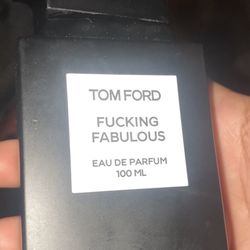 TOM FORD
FUCKING
FABULOUS
EAU DE PARFUM
100 ML